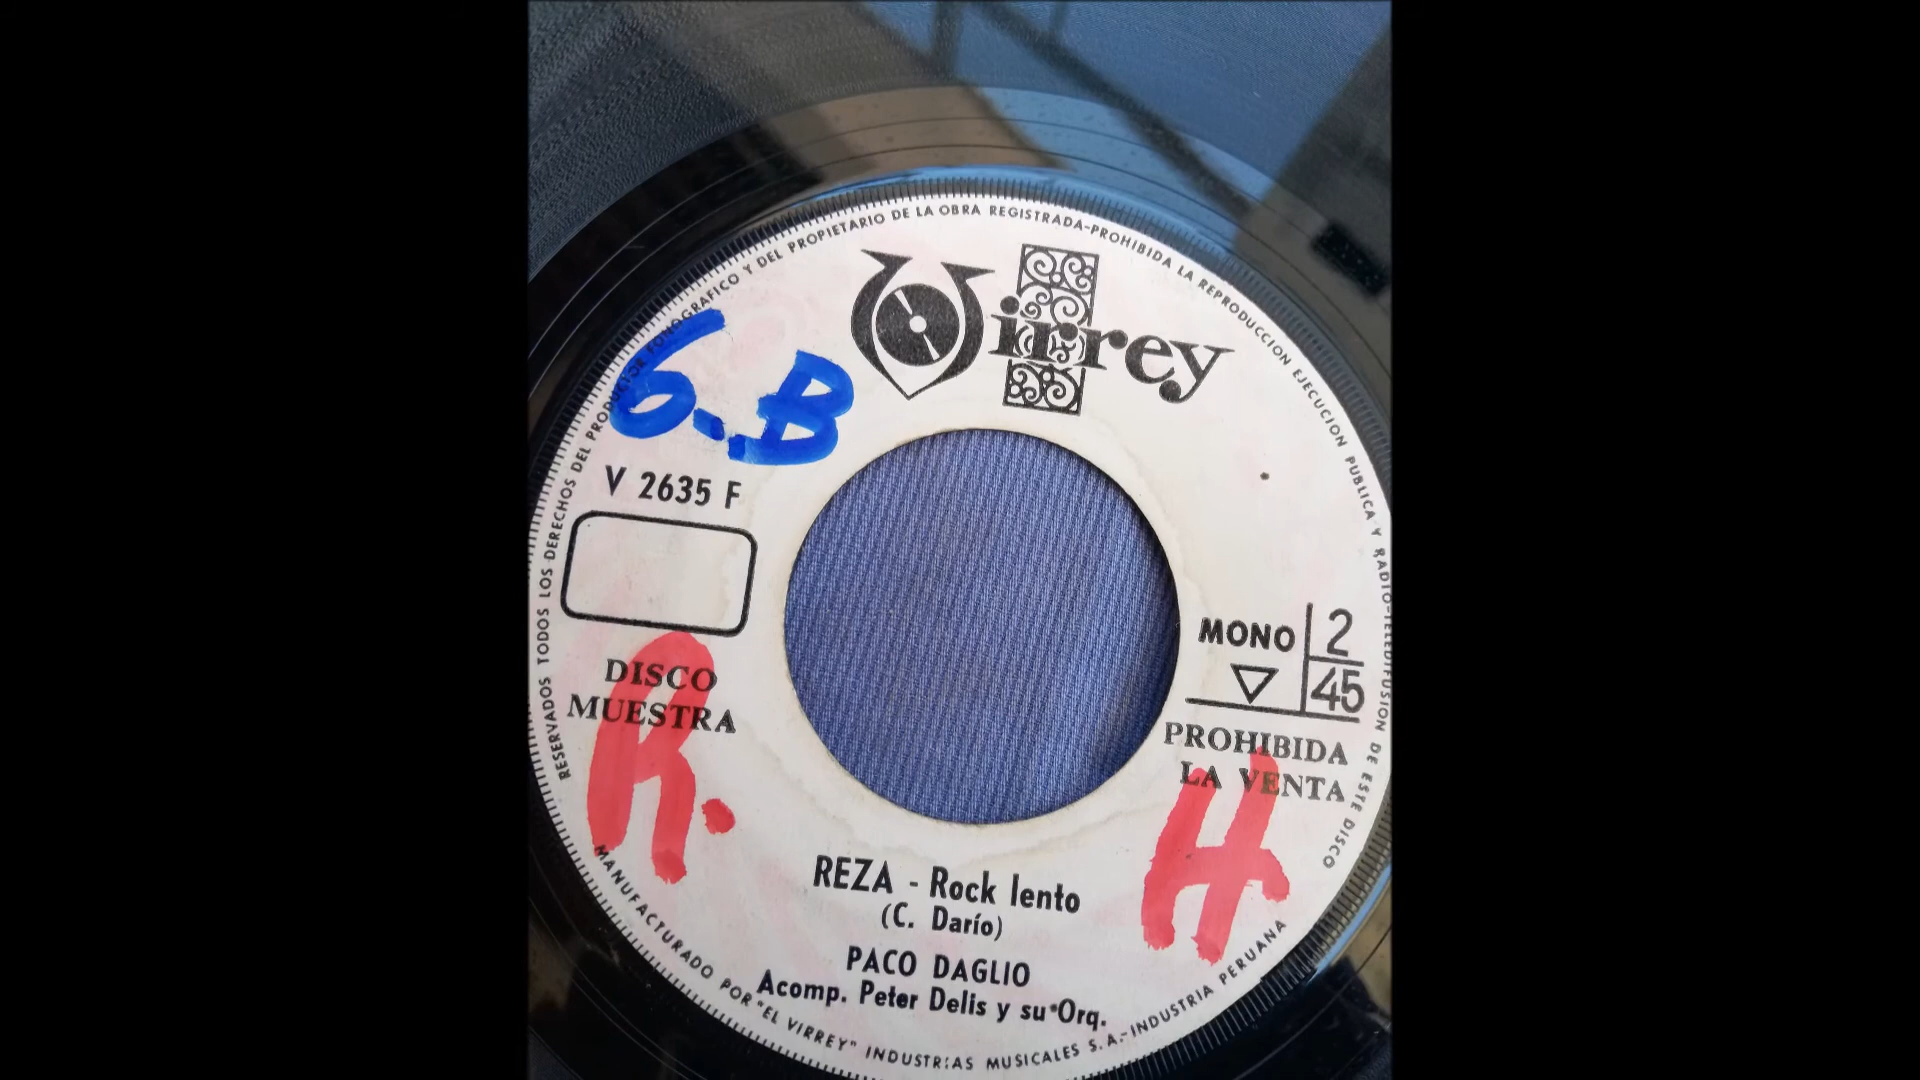 RESERVADOS TODOS LOS DERECHOS DEL PRODUCTOR FONOGRAFICO Y DEL PROPIETARIO DE LA OBRA REGISTRADA-PROHIBIDA LA REPRODUCCION EJECUCION PUBLICA Y RADIO-TELEDIFUSION DE ESTE DISCO
Virrey
G.B
V 2635 F
MONO 2
45
DISCO
MUESTRA
PROHIBIDA
LA VENTA
R. H
REZA - Rock lento
(C. Darío)
PACO DAGLIO
Acomp. Peter Delis y su Orq.
MANUFACTURADO POR "EL VIRREY" INDUSTRIAS MUSICALES S.A.-INDUSTRIA PERUANA